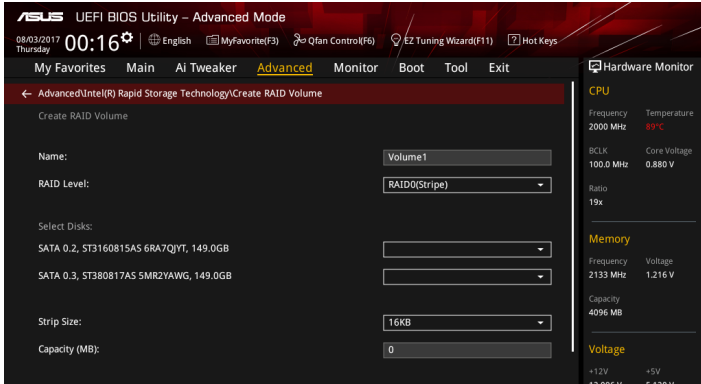 ASUS UEFI BIOS Utility – Advanced Mode
08/03/2017 Thursday 00:16 English MyFavorite(F3) Qfan Control(F6) EZ Tuning Wizard(F11) ? Hot Keys
My Favorites Main Ai Tweaker Advanced Monitor Boot Tool Exit
Hardware Monitor
← Advanced\Intel(R) Rapid Storage Technology\Create RAID Volume
Create RAID Volume
Name: Volume1
RAID Level: RAID0(Stripe)
Select Disks:
SATA 0.2, ST3160815AS 6RA7QJYT, 149.0GB
SATA 0.3, ST380817AS 5MR2YAWG, 149.0GB
Strip Size: 16KB
Capacity (MB): 0
CPU
Frequency Temperature
2000 MHz 89°C
BCLK Core Voltage
100.0 MHz 0.880 V
Ratio
19x
Memory
Frequency Voltage
2133 MHz 1.216 V
Capacity
4096 MB
Voltage
+12V +5V